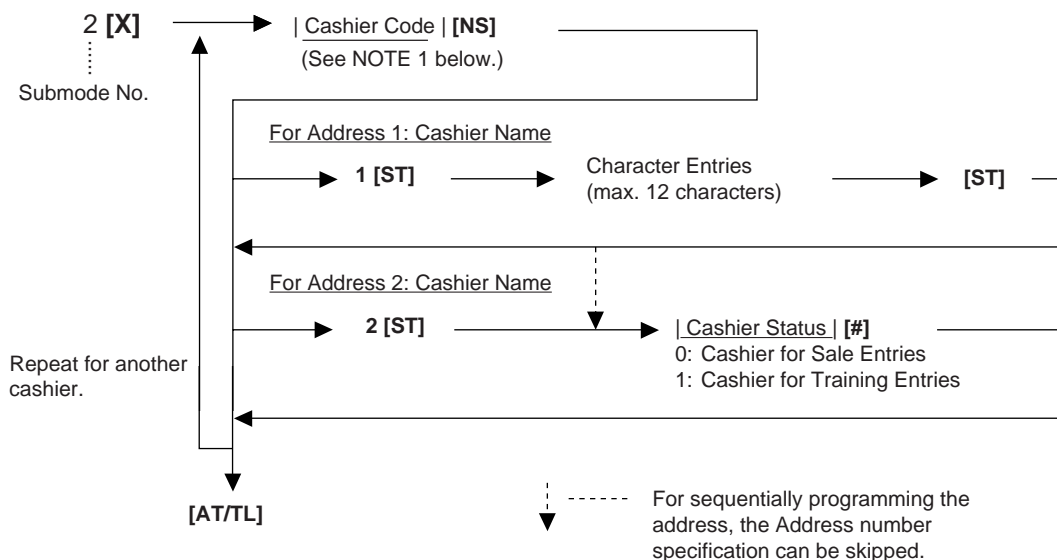 2 [X]
| Cashier Code | [NS]
(See NOTE 1 below.)
Submode No.
For Address 1: Cashier Name
1 [ST]
Character Entries
(max. 12 characters)
[ST]
For Address 2: Cashier Name
2 [ST]
| Cashier Status | [#]
0: Cashier for Sale Entries
1: Cashier for Training Entries
Repeat for another
cashier.
[AT/TL]
For sequentially programming the
address, the Address number
specification can be skipped.